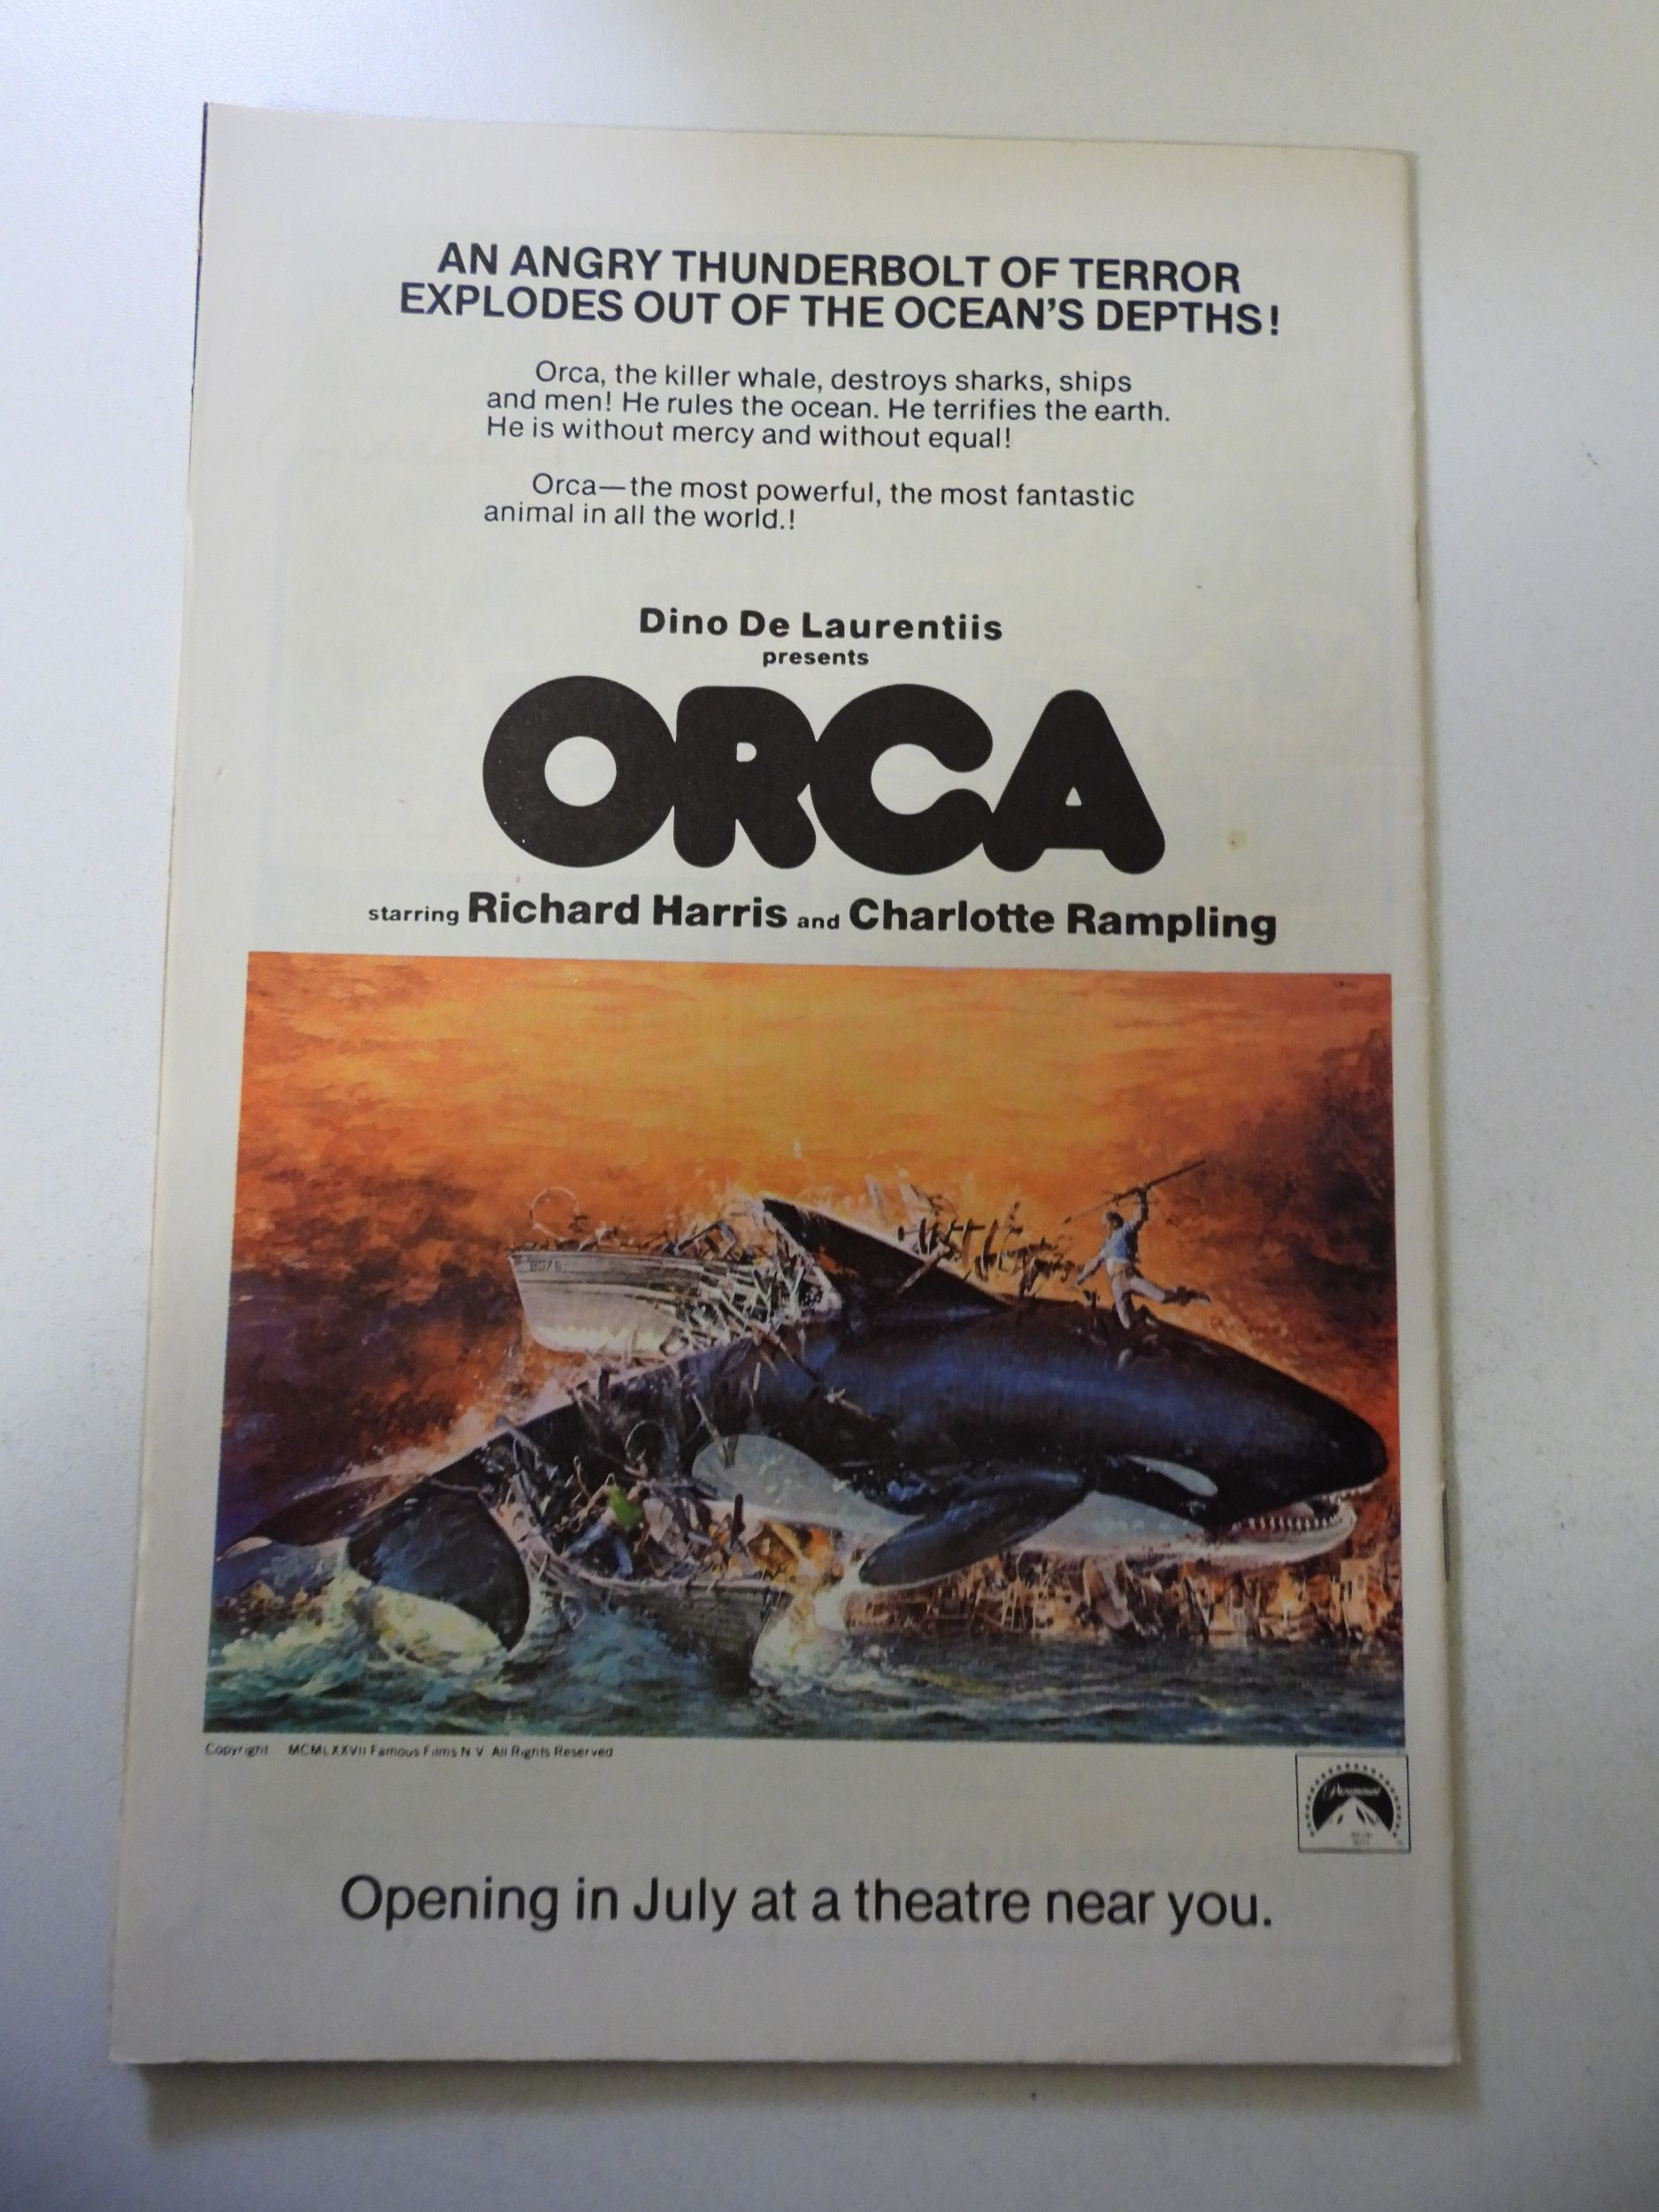 AN ANGRY THUNDERBOLT OF TERROR
EXPLODES OUT OF THE OCEAN'S DEPTHS!
Orca, the killer whale, destroys sharks, ships
and men! He rules the ocean. He terrifies the earth.
He is without mercy and without equal!
Orca—the most powerful, the most fantastic
animal in all the world.!
Dino De Laurentiis
presents
ORCA
starring Richard Harris and Charlotte Rampling
Copyright MCMLXXVII Famous Films N V All Rights Reserved
Paramount
Opening in July at a theatre near you.